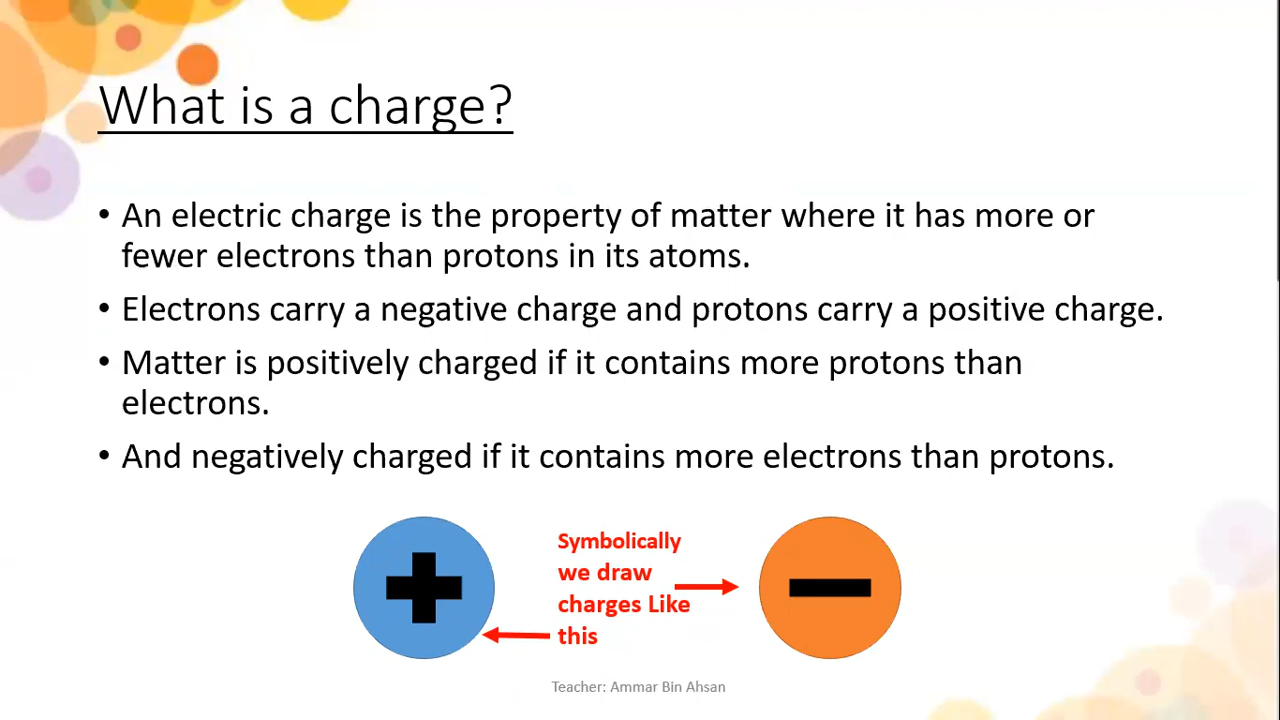 What is a charge?
• An electric charge is the property of matter where it has more or
fewer electrons than protons in its atoms.
• Electrons carry a negative charge and protons carry a positive charge.
• Matter is positively charged if it contains more protons than
electrons.
• And negatively charged if it contains more electrons than protons.
Symbolically
we draw
charges Like
this
Teacher: Ammar Bin Ahsan